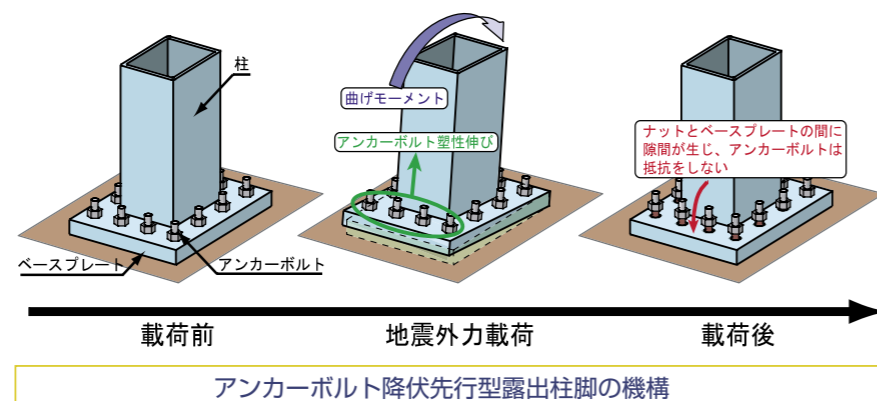 柱
曲げモーメント
アンカーボルト塑性伸び
ナットとベースプレートの間に
隙間が生じ、アンカーボルトは
抵抗をしない
ベースプレート
アンカーボルト
載荷前
地震外力載荷
載荷後
アンカーボルト降伏先行型露出柱脚の機構